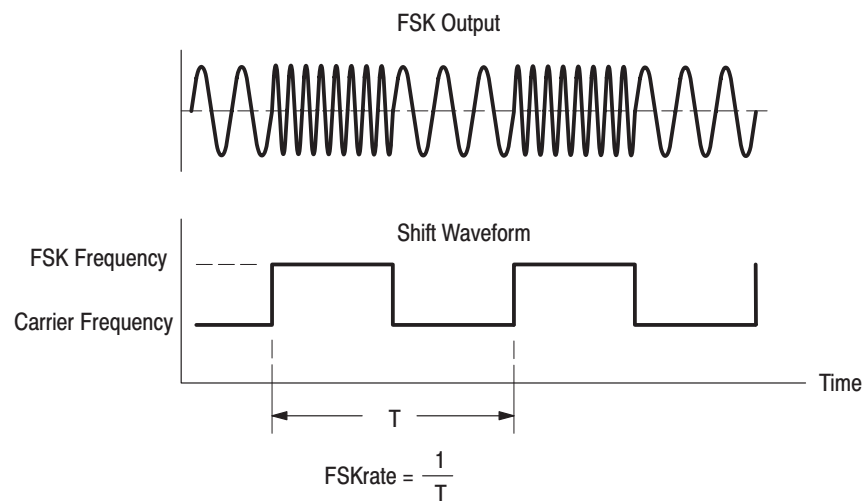 FSK Output
Shift Waveform
FSK Frequency
Carrier Frequency
Time
T
FSKrate = 1
T